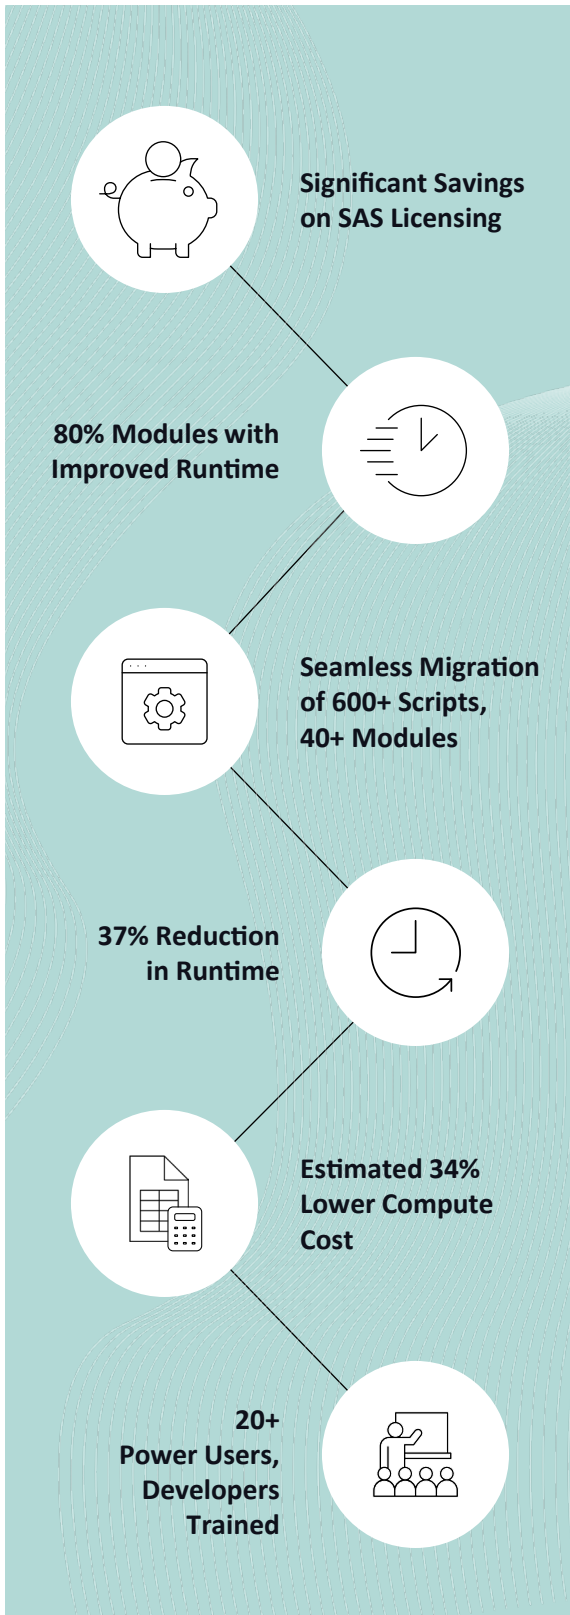 Significant Savings
on SAS Licensing
80% Modules with
Improved Runtime
Seamless Migration
of 600+ Scripts,
40+ Modules
37% Reduction
in Runtime
Estimated 34%
Lower Compute
Cost
20+
Power Users,
Developers
Trained